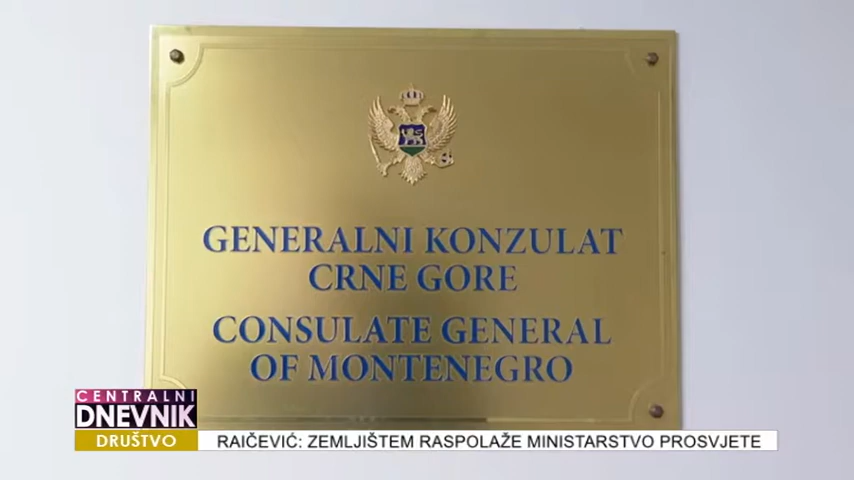 GENERALNI KONZULAT
CRNE GORE
CONSULATE GENERAL
OF MONTENEGRO
CENTRALNI
DNEVNIK
DRUŠTVO
RAIČEVIĆ: ZEMLJIŠTEM RASPOLAŽE MINISTARSTVO PROSVJETE